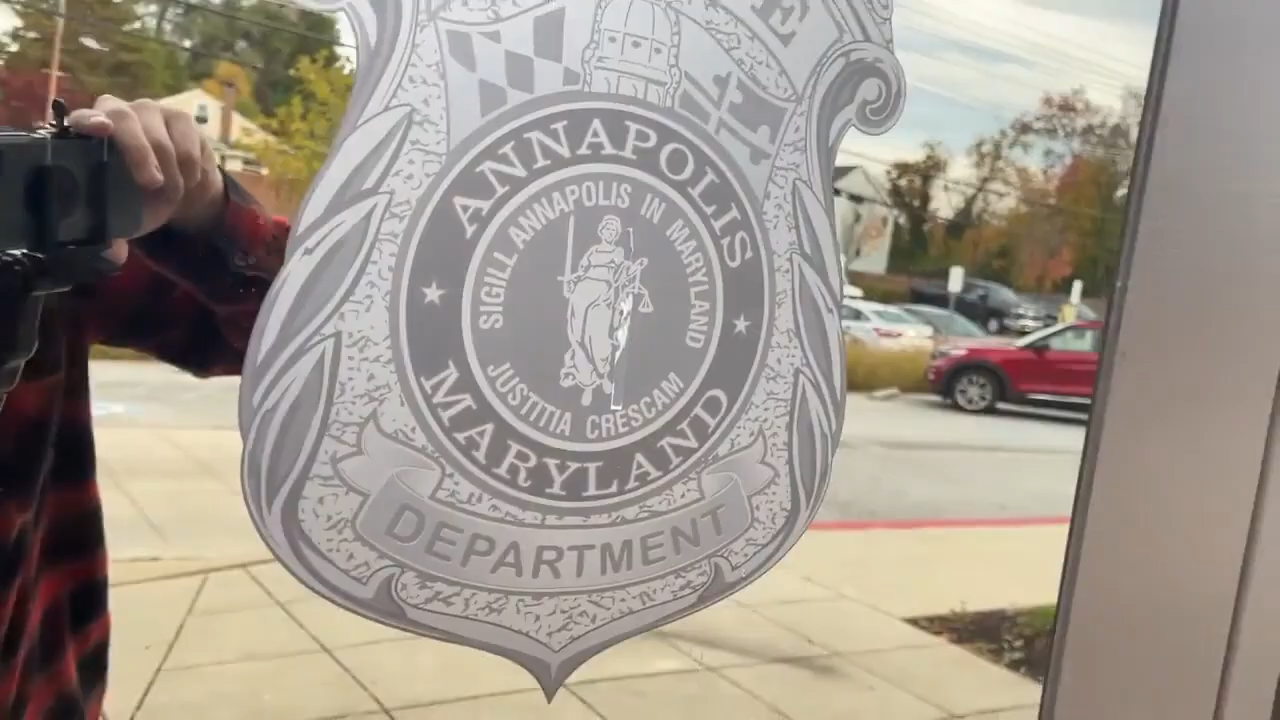 ANNAPOLIS
SIGILL ANNAPOLIS IN MARYLAND
JUSTITIA CRESCAM
MARYLAND
DEPARTMENT